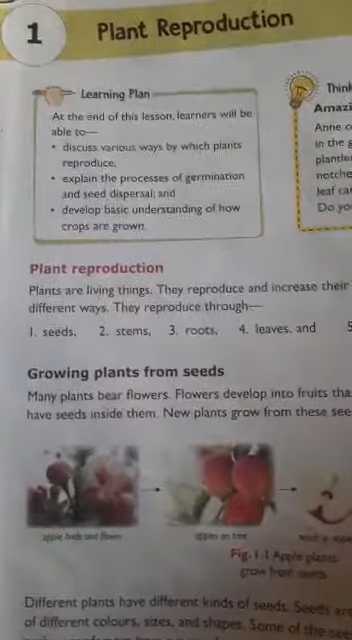 1
Plant Reproduction
Learning Plan
At the end of this lesson, learners will be
able to—
• discuss various ways by which plants
reproduce;
• explain the processes of germination
and seed dispersal; and
• develop basic understanding of how
crops are grown.
Think
Amazi
Anne o
in the g
plantle
notche
leaf ca
Do yo
Plant reproduction
Plants are living things. They reproduce and increase their
different ways. They reproduce through—
1. seeds, 2. stems, 3. roots, 4. leaves, and 5
Growing plants from seeds
Many plants bear flowers. Flowers develop into fruits tha
have seeds inside them. New plants grow from these see
apple buds and flower
apples on tree
Fig. 1.1 Apple plants
grow from seeds
Different plants have different kinds of seeds. Seeds are
of different colours, sizes, and shapes. Some of the